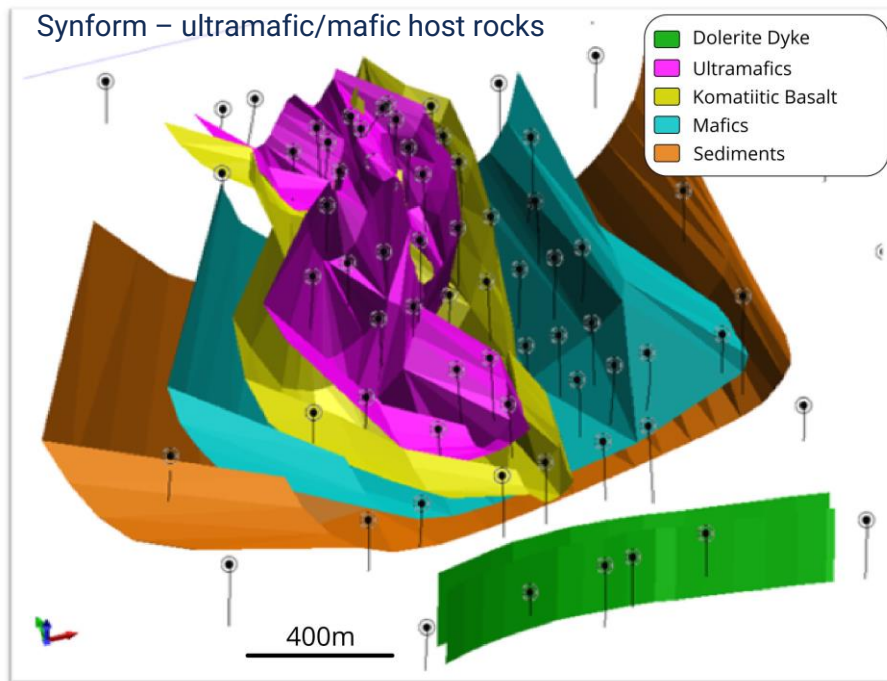 Synform – ultramafic/mafic host rocks
Dolerite Dyke
Ultramafics
Komatiitic Basalt
Mafics
Sediments
400m